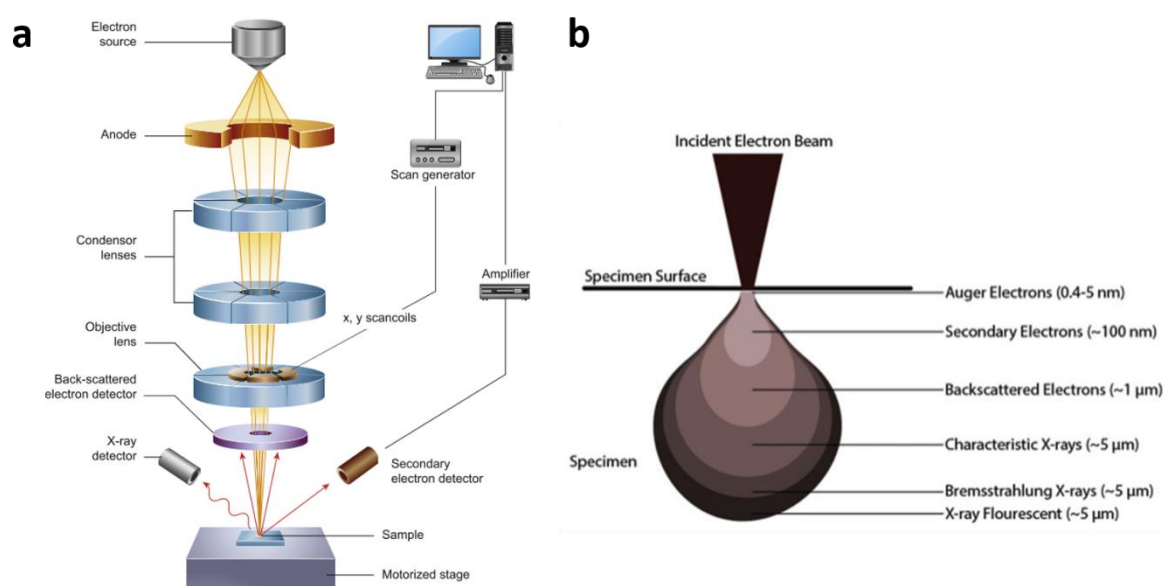 a
Electron
source
Anode
Condensor
lenses
Objective
lens
Back-scattered
electron detector
X-ray
detector
Scan generator
Amplifier
x, y scancoils
Secondary
electron detector
Sample
Motorized stage
b
Incident Electron Beam
Specimen Surface
Auger Electrons (0.4-5 nm)
Secondary Electrons (~100 nm)
Backscattered Electrons (~1 µm)
Characteristic X-rays (~5 µm)
Specimen
Bremsstrahlung X-rays (~5 µm)
X-ray Flourescent (~5 µm)